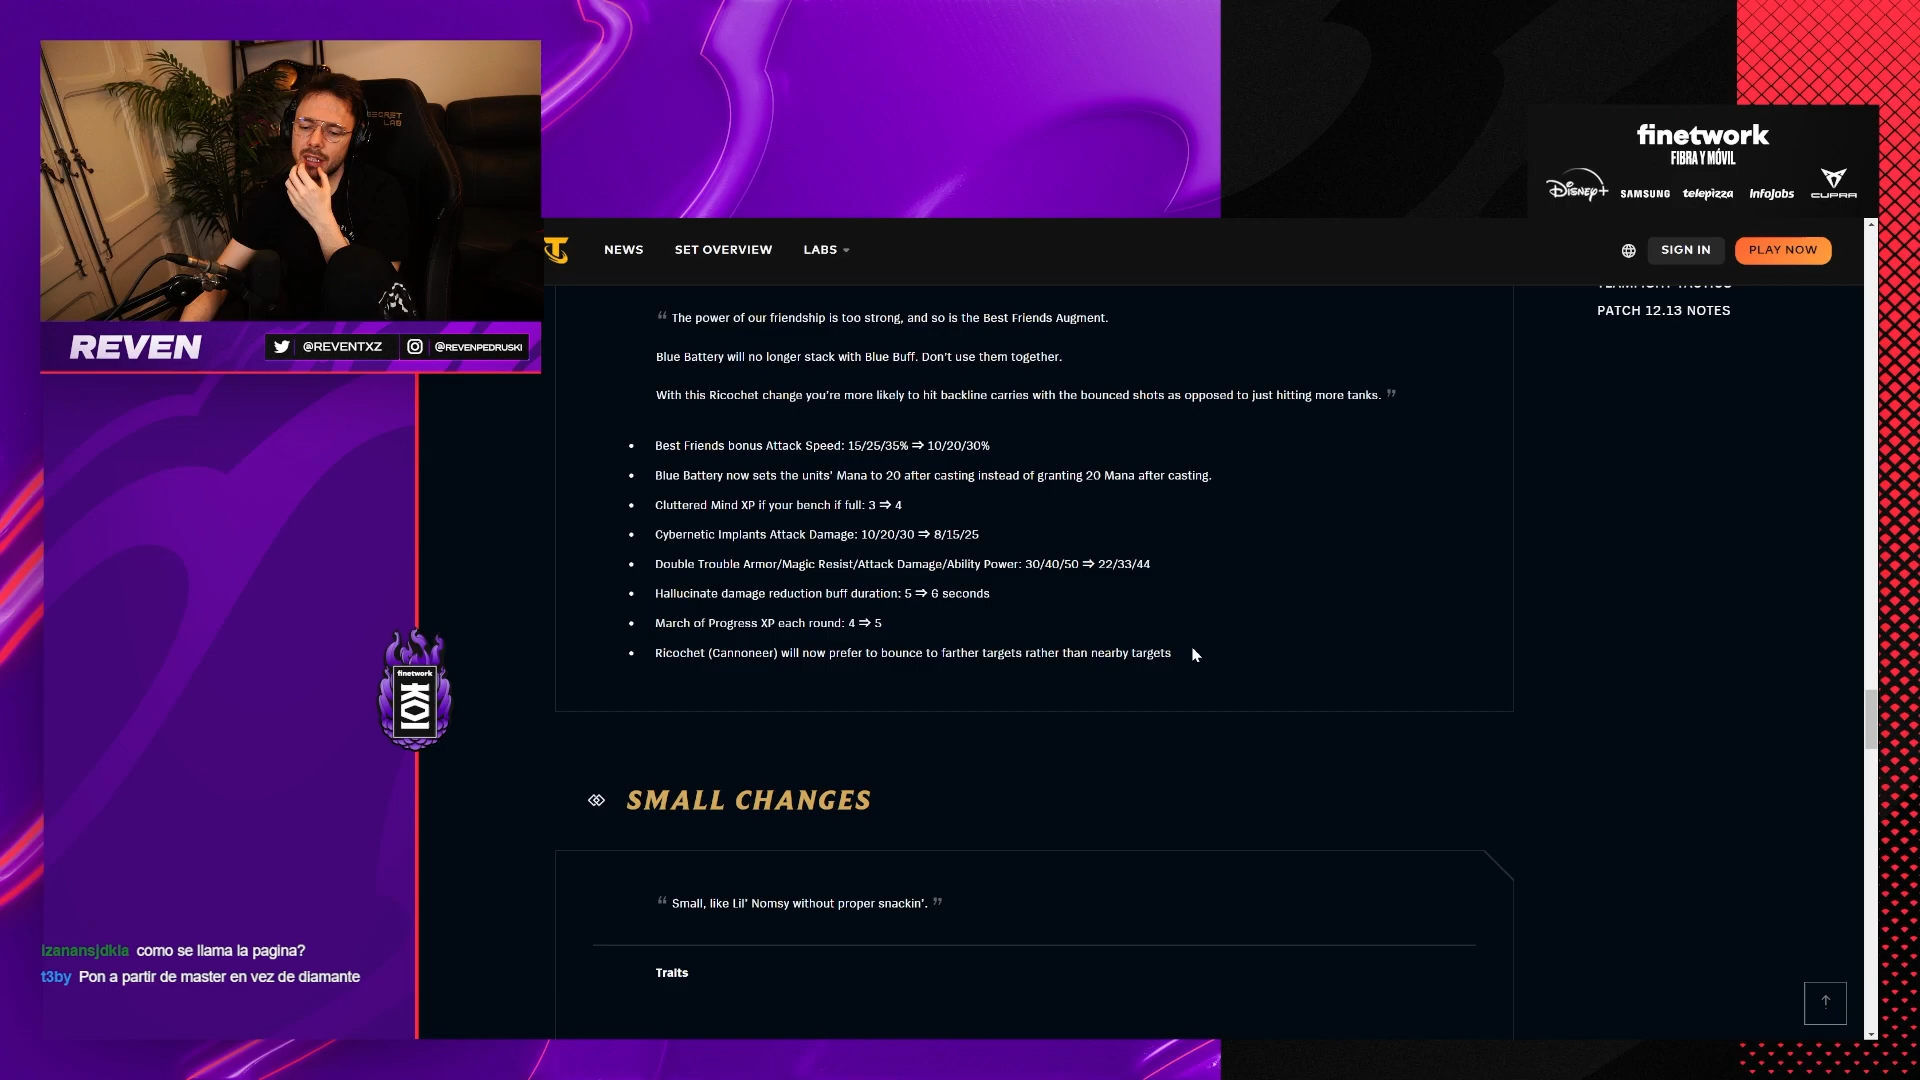 SECRET
LAB
REVEN
@REVENTXZ
@REVENPEDRUSKI
finetwork
FIBRA Y MÓVIL
Disney+ SAMSUNG telepizza InfoJobs CUPRA
NEWS SET OVERVIEW LABS
SIGN IN PLAY NOW
TEAMFIGHT TACTICS
PATCH 12.13 NOTES
“ The power of our friendship is too strong, and so is the Best Friends Augment.
Blue Battery will no longer stack with Blue Buff. Don’t use them together.
With this Ricochet change you’re more likely to hit backline carries with the bounced shots as opposed to just hitting more tanks. ”
• Best Friends bonus Attack Speed: 15/25/35% ⇒ 10/20/30%
• Blue Battery now sets the units’ Mana to 20 after casting instead of granting 20 Mana after casting.
• Cluttered Mind XP if your bench if full: 3 ⇒ 4
• Cybernetic Implants Attack Damage: 10/20/30 ⇒ 8/15/25
• Double Trouble Armor/Magic Resist/Attack Damage/Ability Power: 30/40/50 ⇒ 22/33/44
• Hallucinate damage reduction buff duration: 5 ⇒ 6 seconds
• March of Progress XP each round: 4 ⇒ 5
• Ricochet (Cannoneer) will now prefer to bounce to farther targets rather than nearby targets
finetwork
KOI
SMALL CHANGES
“ Small, like Lil’ Nomsy without proper snackin’. ”
Traits
izanansjdkla como se llama la pagina?
t3by Pon a partir de master en vez de diamante